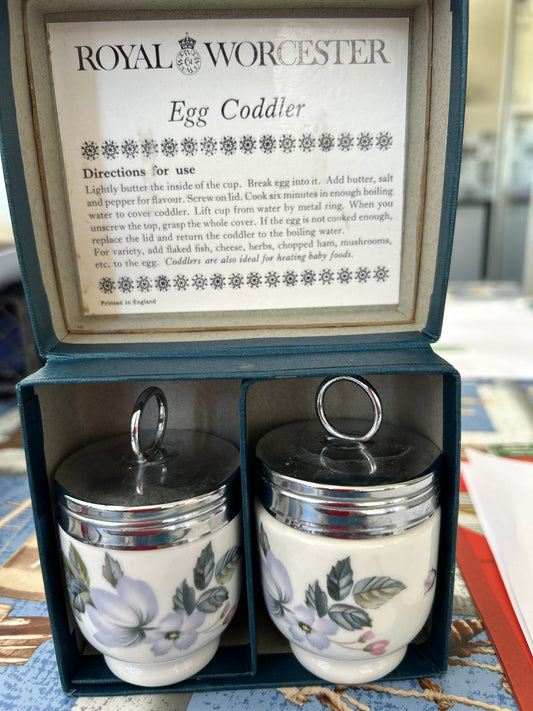 ROYAL WORCESTER
Egg Coddler
Directions for use
Lightly butter the inside of the cup. Break egg into it. Add butter, salt
and pepper for flavour. Screw on lid. Cook six minutes in enough boiling
water to cover coddler. Lift cup from water by metal ring. When you
unscrew the top, grasp the whole cover. If the egg is not cooked enough,
replace the lid and return the coddler to the boiling water.
For variety, add flaked fish, cheese, herbs, chopped ham, mushrooms,
etc. to the egg. Coddlers are also ideal for heating baby foods.
Printed in England